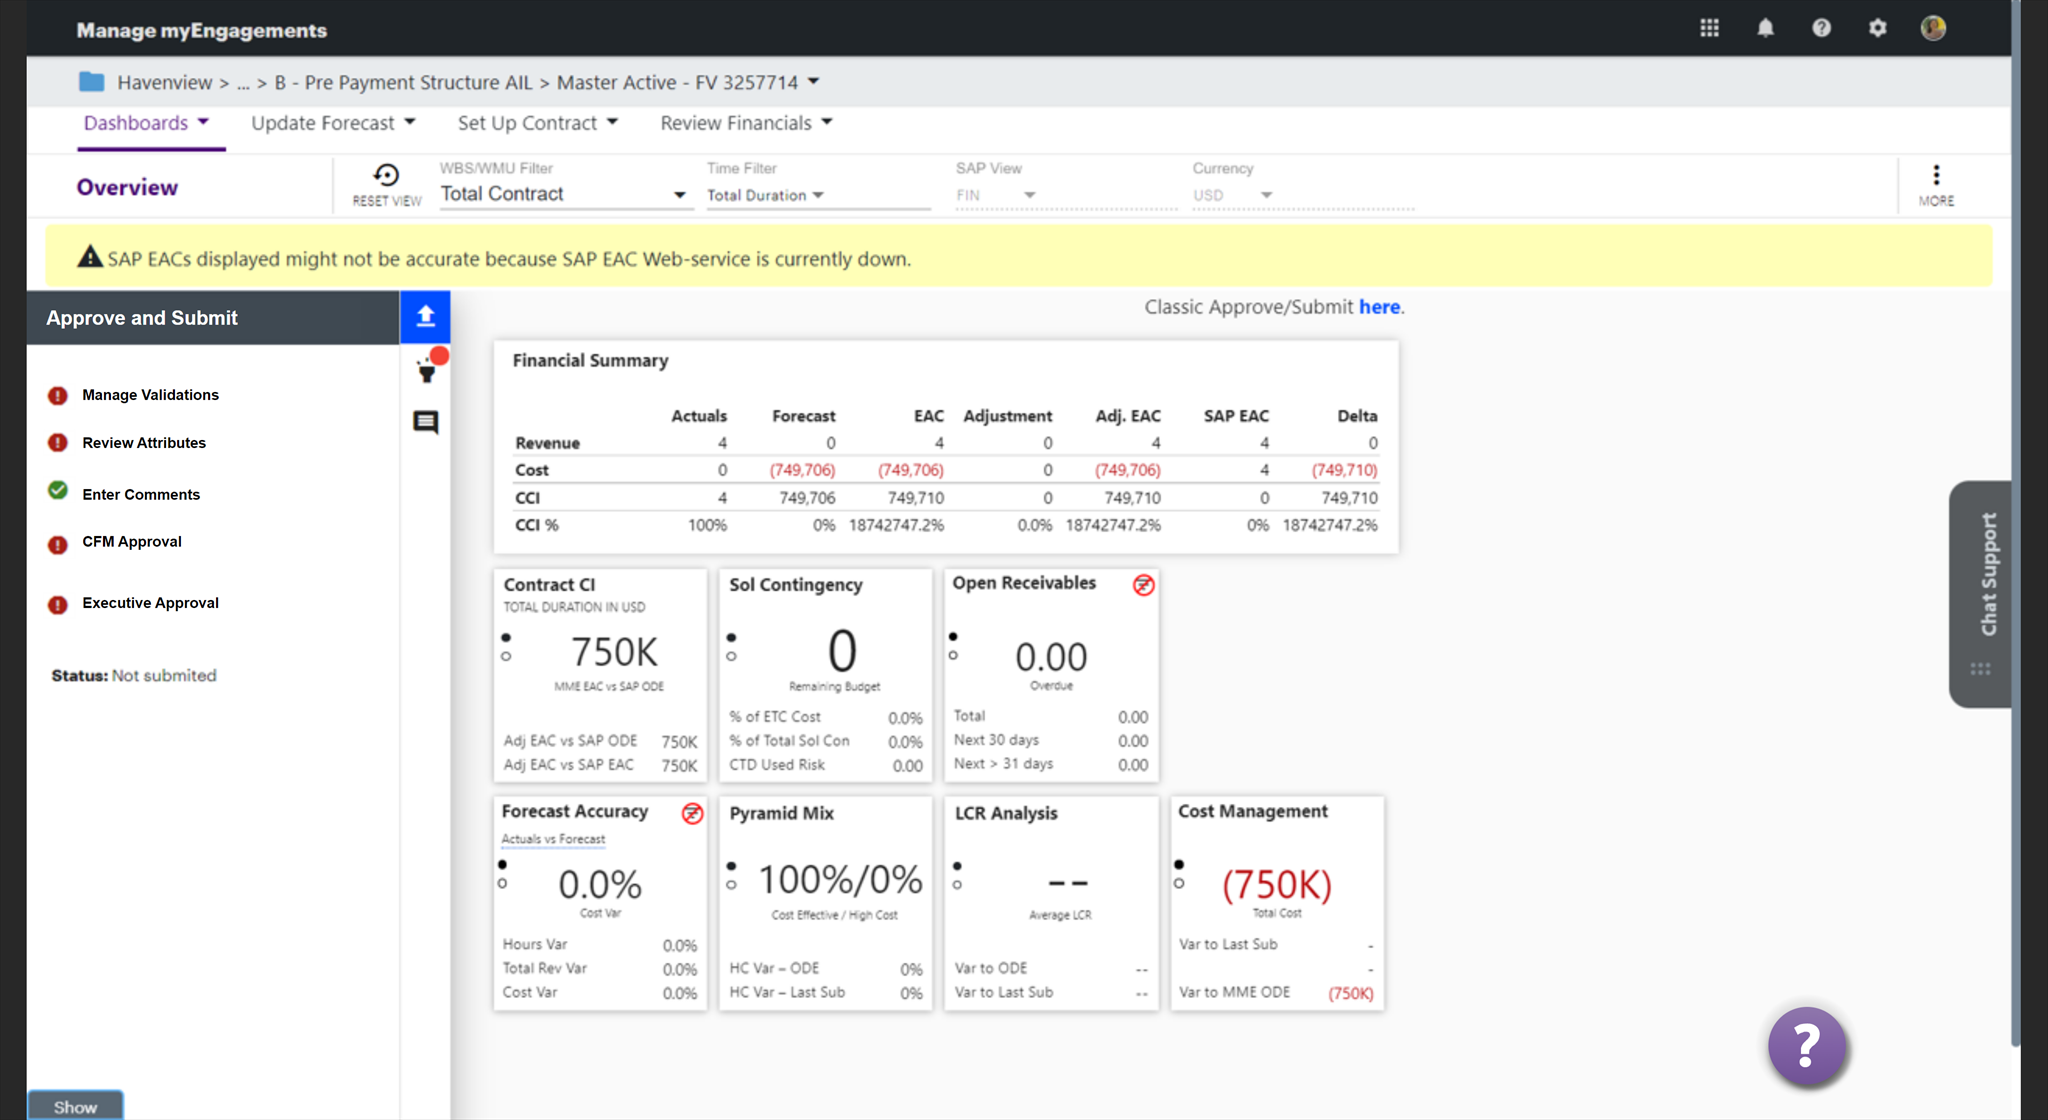 Manage myEngagements
Havenview > ... > B - Pre Payment Structure AIL > Master Active - FV 3257714
Dashboards Update Forecast Set Up Contract Review Financials
Overview
RESET VIEW
WBS/WMU Filter
Total Contract
Time Filter
Total Duration
SAP View
FIN
Currency
USD
MORE
SAP EACs displayed might not be accurate because SAP EAC Web-service is currently down.
Approve and Submit
Manage Validations
Review Attributes
Enter Comments
CFM Approval
Executive Approval
Status: Not submited
Show
Classic Approve/Submit here.
Financial Summary
Actuals Forecast EAC Adjustment Adj. EAC SAP EAC Delta
Revenue 4 0 4 0 4 4 0
Cost 0 (749,706) (749,706) 0 (749,706) 4 (749,710)
CCI 4 749,706 749,710 0 749,710 0 749,710
CCI % 100% 0% 18742747.2% 0.0% 18742747.2% 0% 18742747.2%
Contract CI
TOTAL DURATION IN USD
750K
MME EAC vs SAP ODE
Adj EAC vs SAP ODE 750K
Adj EAC vs SAP EAC 750K
Sol Contingency
0
Remaining Budget
% of ETC Cost 0.0%
% of Total Sol Con 0.0%
CTD Used Risk 0.00
Open Receivables
0.00
Overdue
Total 0.00
Next 30 days 0.00
Next > 31 days 0.00
Forecast Accuracy
Actuals vs Forecast
0.0%
Cost Var
Hours Var 0.0%
Total Rev Var 0.0%
Cost Var 0.0%
Pyramid Mix
100%/0%
Cost Effective / High Cost
HC Var – ODE 0%
HC Var – Last Sub 0%
LCR Analysis
--
Average LCR
Var to ODE --
Var to Last Sub --
Cost Management
(750K)
Total Cost
Var to Last Sub -
-
Var to MME ODE (750K)
Chat Support
?